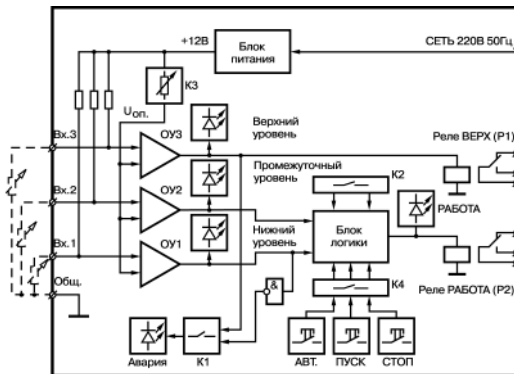 +12В
Блок
питания
СЕТЬ 220В 50Гц
К3
Uоп.
ОУ3
Верхний
уровень
Реле ВЕРХ (Р1)
Вх.3
Промежуточный
уровень
ОУ2
К2
Вх.2
РАБОТА
Нижний
уровень
Блок
логики
Вх.1
ОУ1
Общ.
&
К4
Реле РАБОТА (Р2)
Авария
К1
АВТ.
ПУСК
СТОП